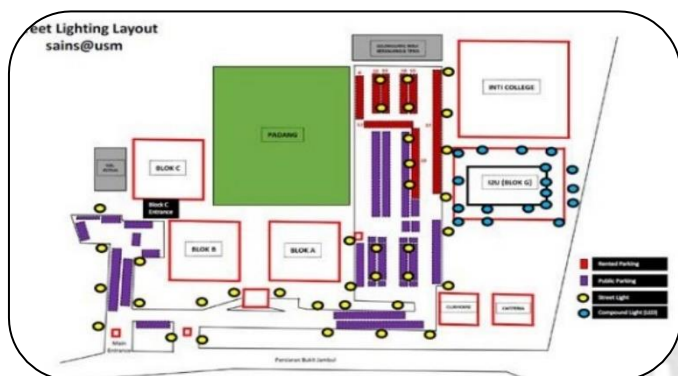 eet Lighting Layout
sains@usm
INTI COLLEGE
PADANG
BLOK C
Block C
Entrance
I2U (BLOK G)
BLOK B
BLOK A
Rented Parking
Public Parking
Street Light
Compound Light (LED)
CAFETERIA
Main
Entrance
Persiaran Bukit Jambul